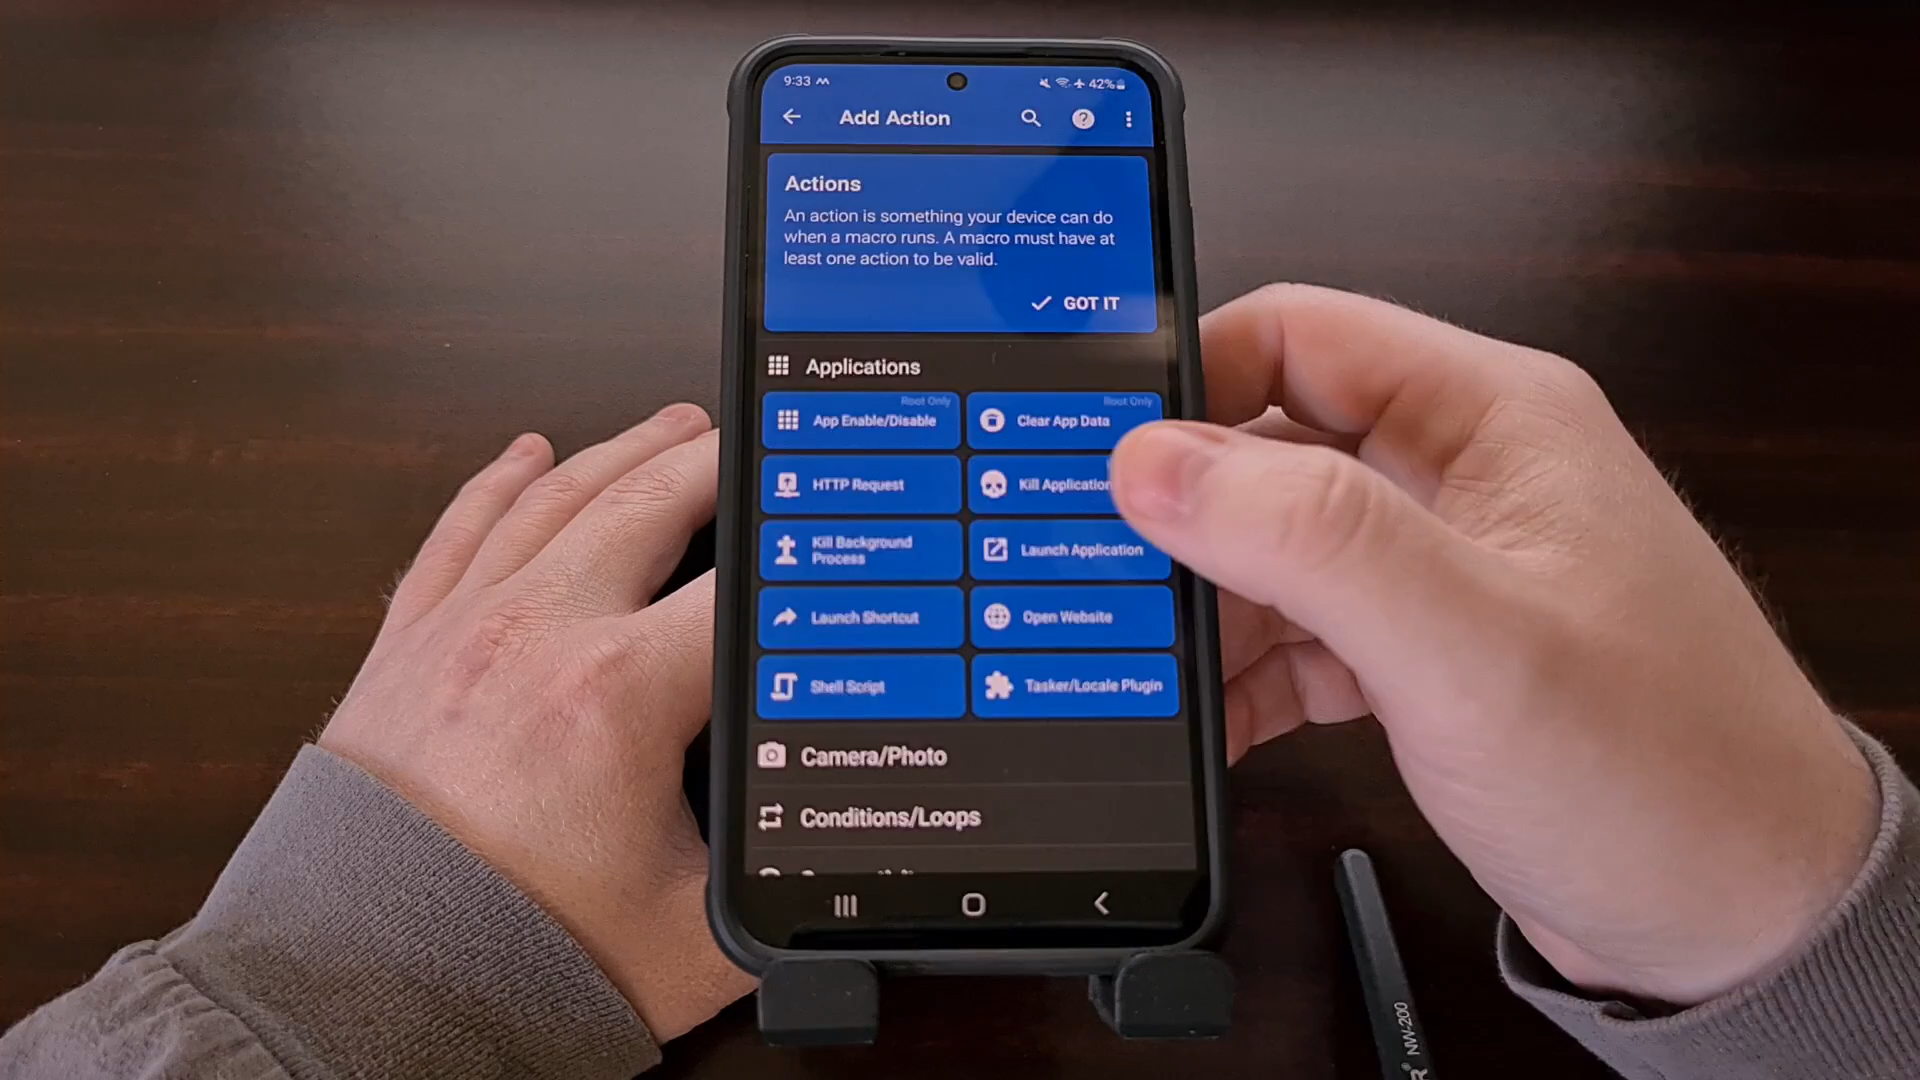 9:33
42%
Add Action
Actions
An action is something your device can do
when a macro runs. A macro must have at
least one action to be valid.
GOT IT
Applications
Root Only
App Enable/Disable
Root Only
Clear App Data
HTTP Request
Kill Application
Kill Background
Process
Launch Application
Launch Shortcut
Open Website
Shell Script
Tasker/Locale Plugin
Camera/Photo
Conditions/Loops
R® NW-200